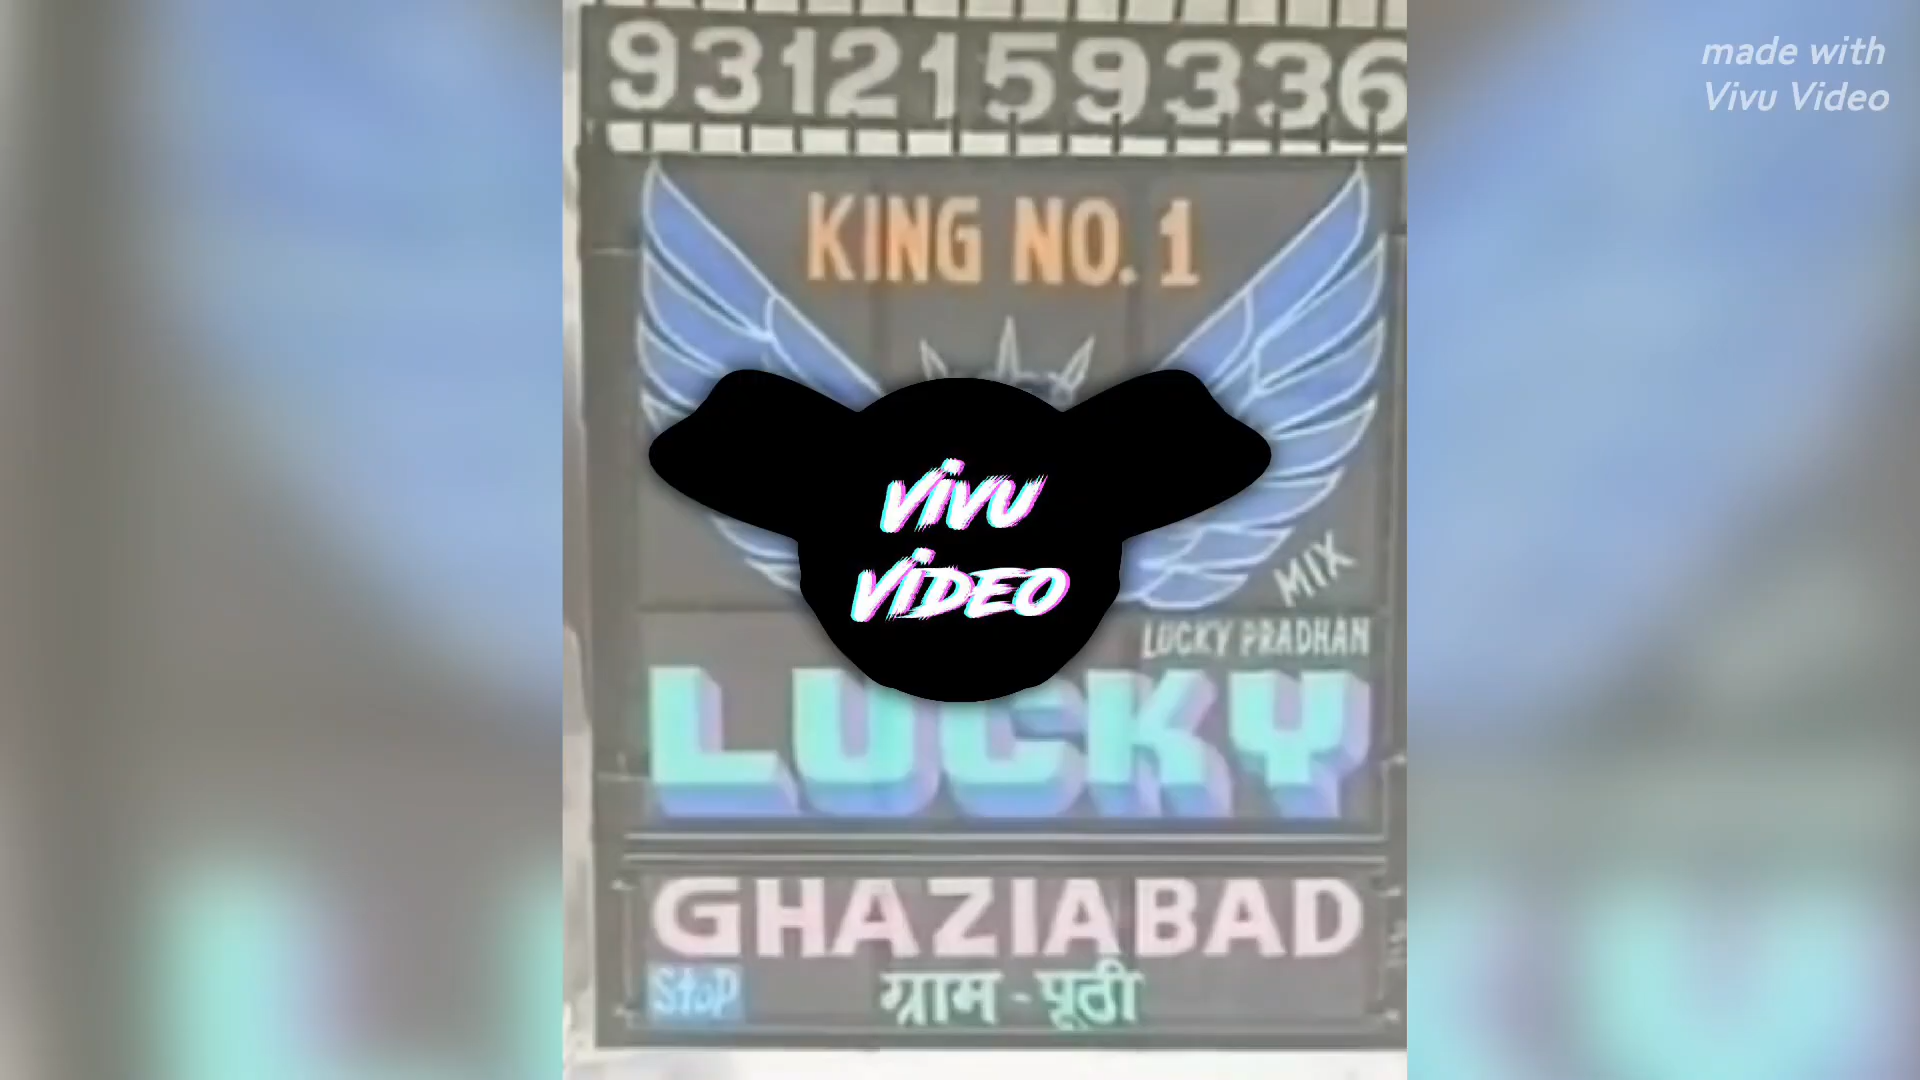 made with
Vivu Video
9312159336
KING NO. 1
VIVU
VIDEO
MIX
LUCKY PRADHAN
LUCKY
GHAZIABAD
StoP
ग्राम - पूठी